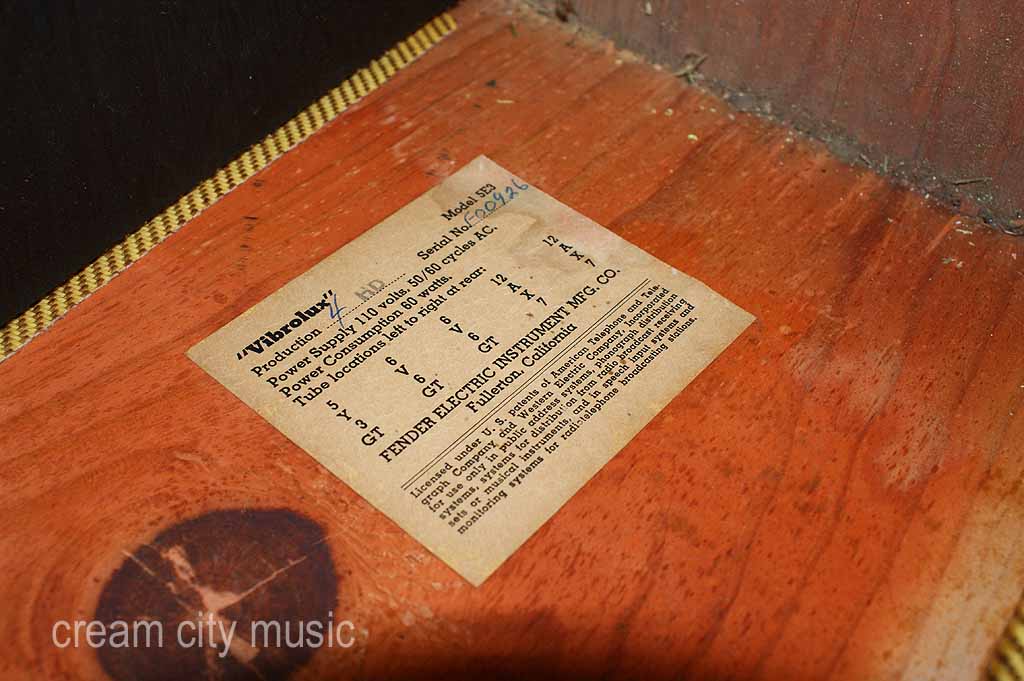 "Vibrolux"
Model 5E3
Production 4 HD Serial No. F00926
Power Supply 110 volts, 50/60 cycles AC.
Power Consumption 60 watts.
Tube locations left to right at rear:
5 6 6 12 12
Y V V A A
3 6 6 X X
GT GT GT 7 7
FENDER ELECTRIC INSTRUMENT MFG. CO.
Fullerton, California
Licensed under U. S. patents of American Telephone and Tele-
graph Company, and Western Electric Company, Incorporated
for use only in public address systems, phonograph distribution
systems, systems for distribution from radio broadcast receiving
sets or musical instruments, and in speech input systems and
monitoring systems for radio-telephone broadcasting stations.
cream city music